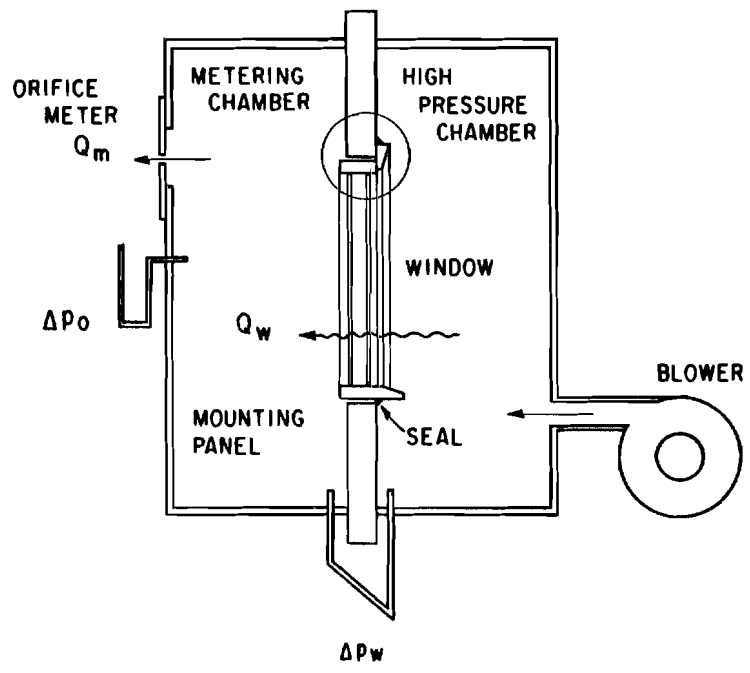 METERING
CHAMBER
HIGH
PRESSURE
CHAMBER
ORIFICE
METER
Qm
WINDOW
Δpo
Qw
BLOWER
MOUNTING
PANEL
SEAL
Δpw